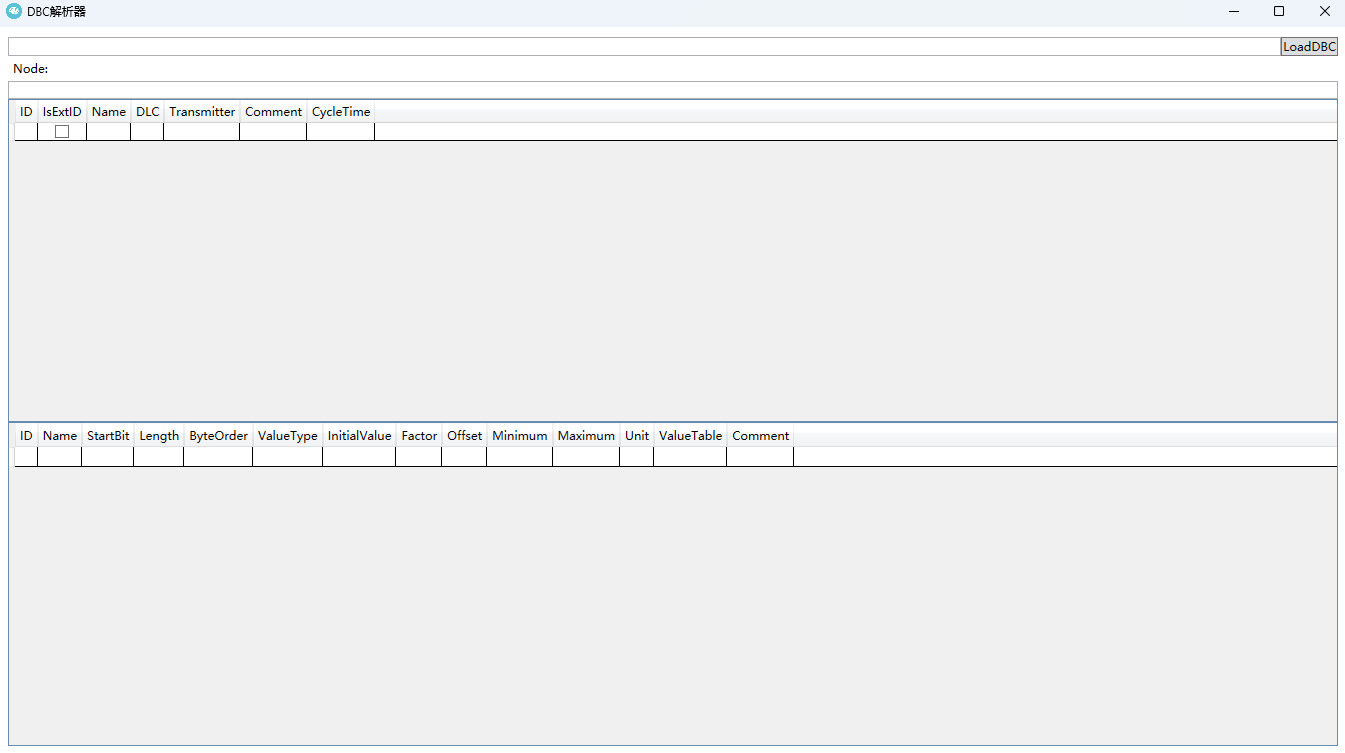 DBC解析器
LoadDBC
Node:
ID IsExtID Name DLC Transmitter Comment CycleTime
ID Name StartBit Length ByteOrder ValueType InitialValue Factor Offset Minimum Maximum Unit ValueTable Comment